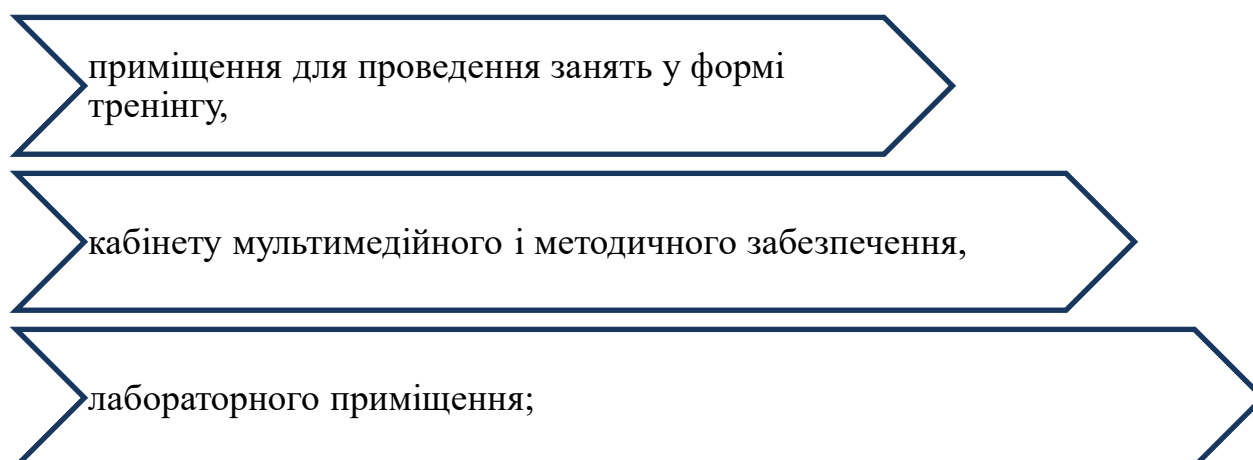 приміщення для проведення занять у формі
тренінгу,
кабінету мультимедійного і методичного забезпечення,
лабораторного приміщення;